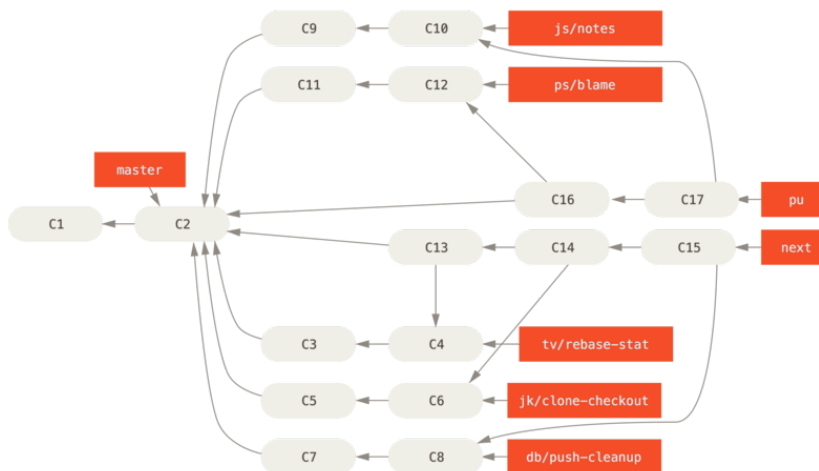 C9 C10 js/notes
C11 C12 ps/blame
master
C16 C17 pu
C1 C2
C13 C14 C15 next
C3 C4 tv/rebase-stat
C5 C6 jk/clone-checkout
C7 C8 db/push-cleanup